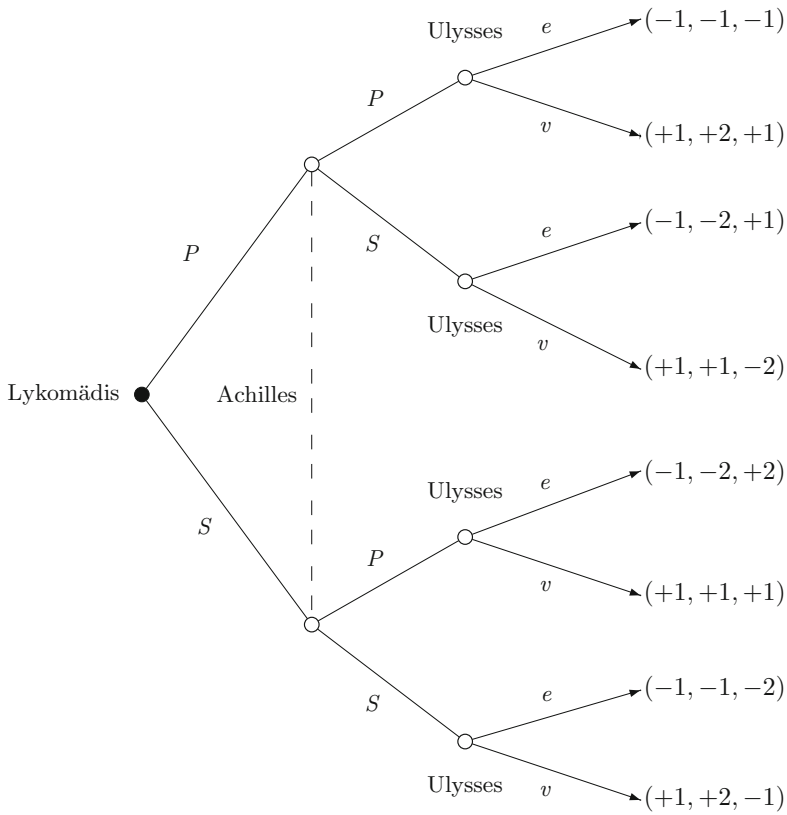 Ulysses
e
(−1, −1, −1)
P
v
(+1, +2, +1)
P
S
e
(−1, −2, +1)
Ulysses
v
(+1, +1, −2)
Lykomädis
Achilles
Ulysses
e
(−1, −2, +2)
S
P
v
(+1, +1, +1)
S
e
(−1, −1, −2)
Ulysses
v
(+1, +2, −1)